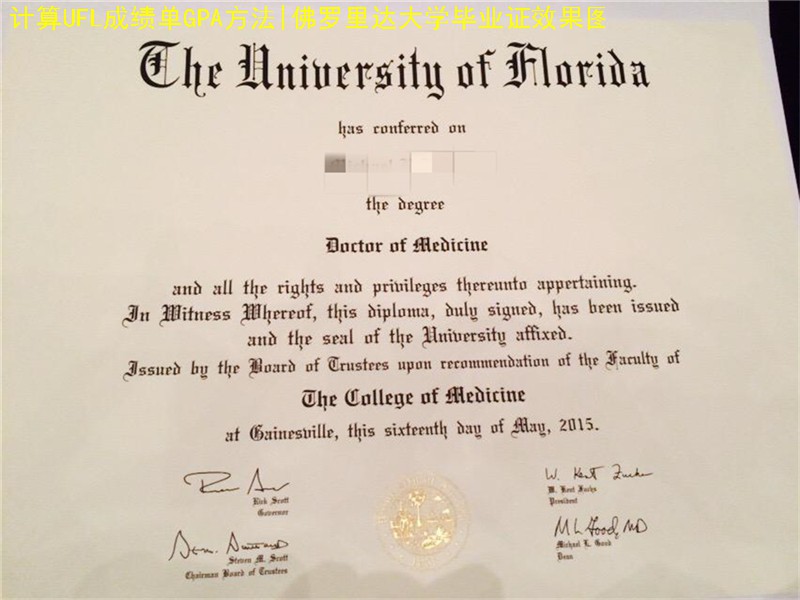 计算UFL成绩单GPA方法|佛罗里达大学毕业证效果图
The University of Florida
has conferred on
the degree
Doctor of Medicine
and all the rights and privileges thereunto appertaining.
In Witness Whereof, this diploma, duly signed, has been issued
and the seal of the University affixed.
Issued by the Board of Trustees upon recommendation of the Faculty of
The College of Medicine
at Gainesville, this sixteenth day of May, 2015.
Rick Scott
Governor
W. Kent Fuchs
President
Steven M. Scott
Chairman Board of Trustees
Michael L. Good
Dean